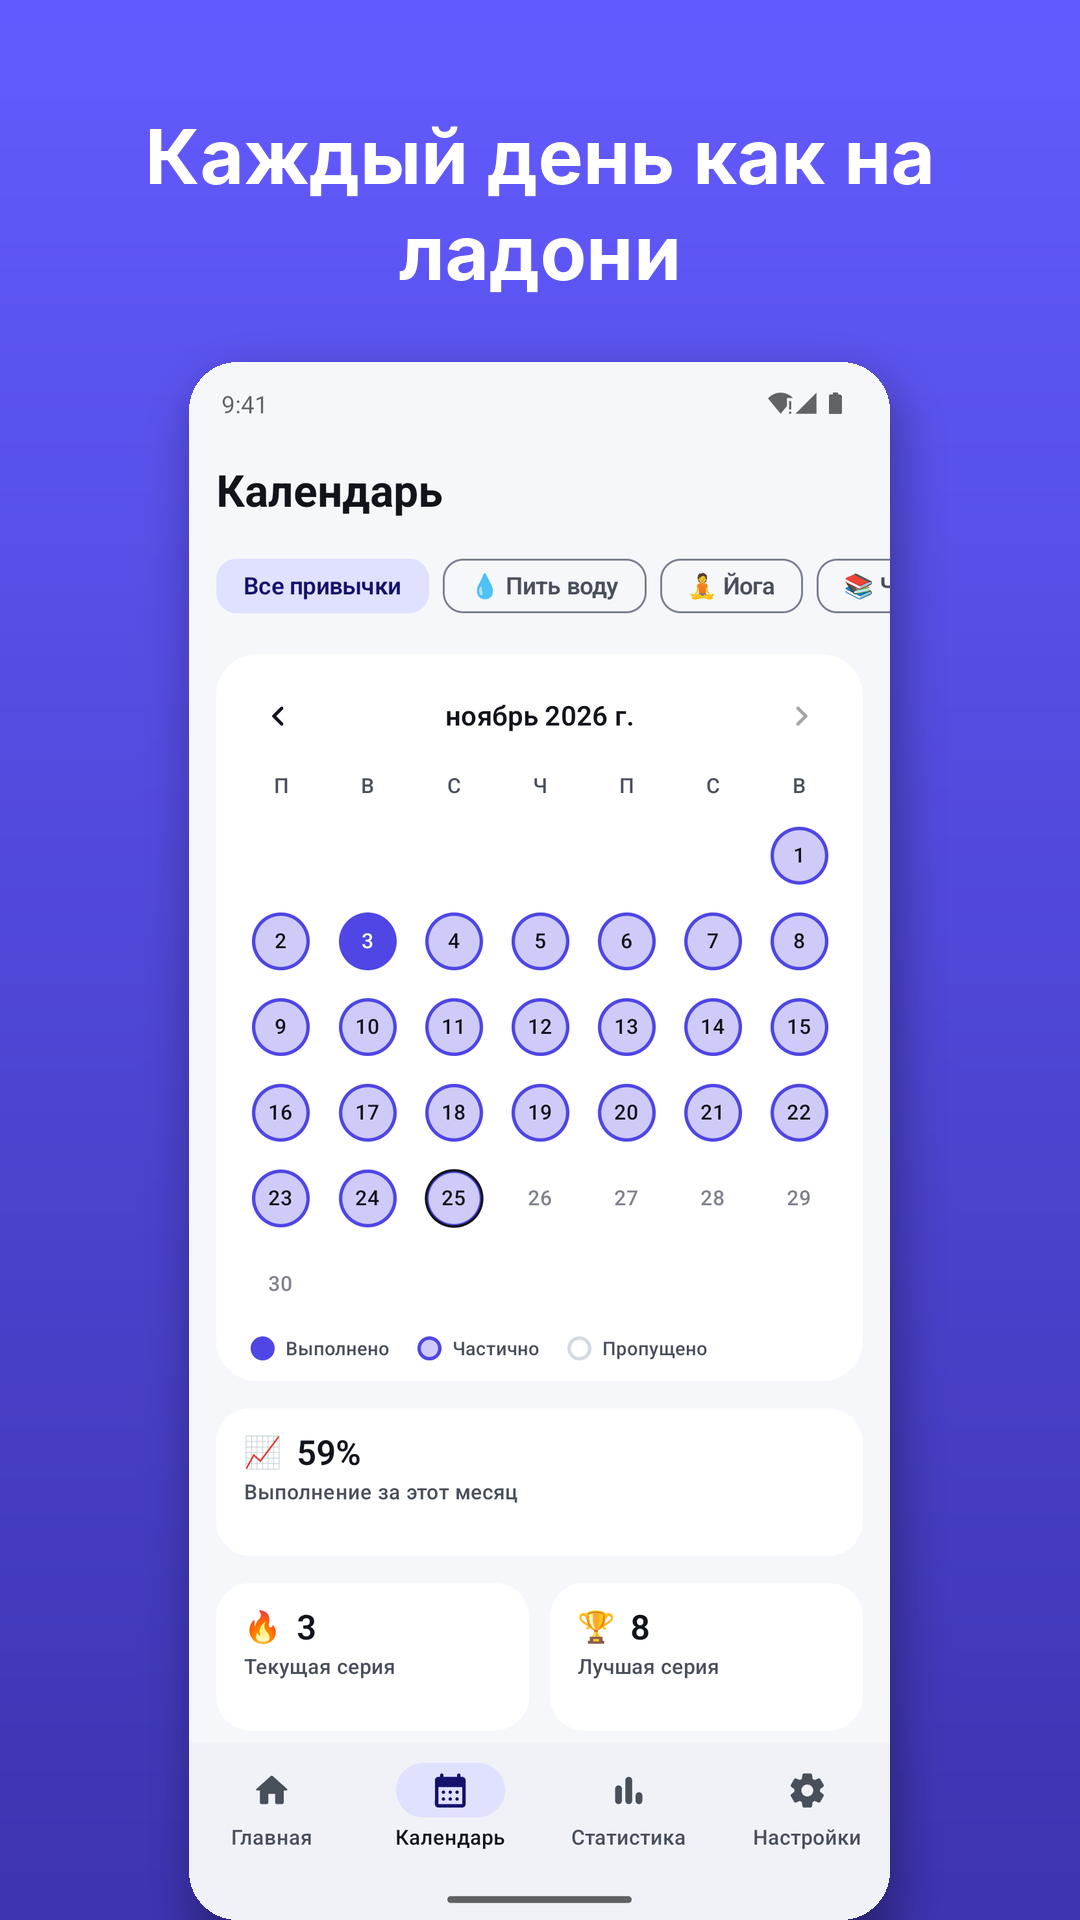 Каждый день как на
ладони
9:41
Календарь
Все привычки
Пить воду
Йога
ноябрь 2026 г.
П В С Ч П С В
1
2 3 4 5 6 7 8
9 10 11 12 13 14 15
16 17 18 19 20 21 22
23 24 25 26 27 28 29
30
Выполнено Частично Пропущено
59%
Выполнение за этот месяц
3
Текущая серия
8
Лучшая серия
Главная Календарь Статистика Настройки